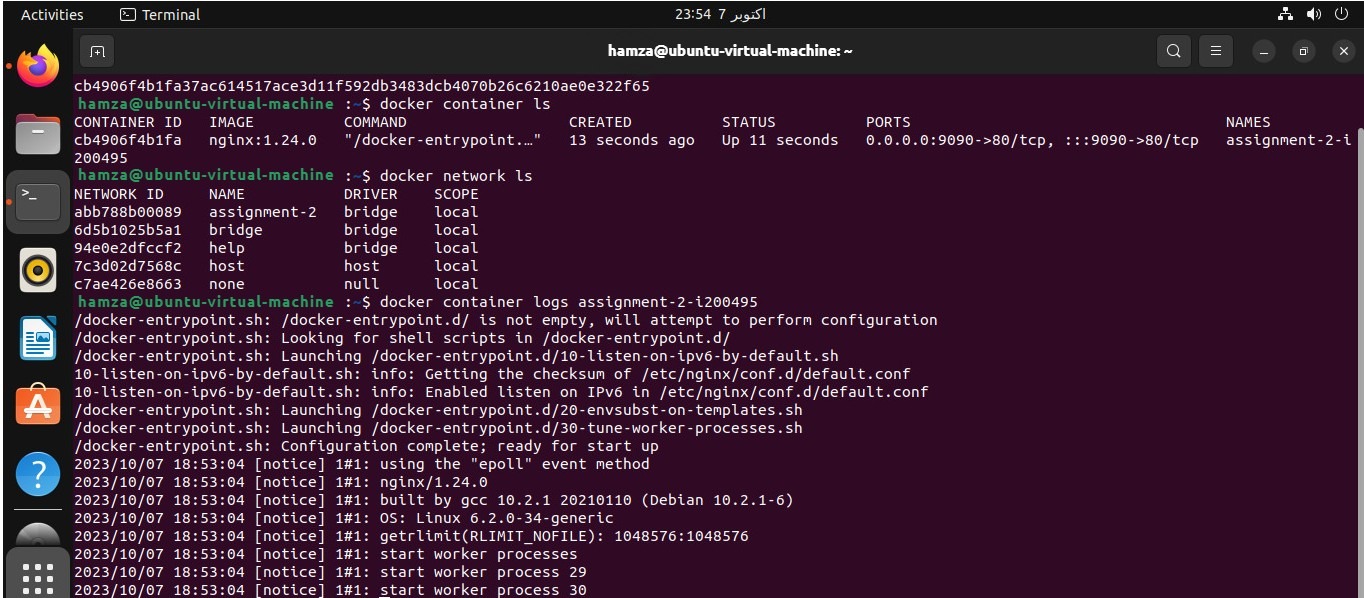 Activities
Terminal
23:54 7 اکتوبر
hamza@ubuntu-virtual-machine: ~
cb4906f4b1fa37ac614517ace3d11f592db3483dcb4070b26c6210ae0e322f65
hamza@ubuntu-virtual-machine :~$ docker container ls
CONTAINER ID IMAGE COMMAND CREATED STATUS PORTS NAMES
cb4906f4b1fa nginx:1.24.0 "/docker-entrypoint.…" 13 seconds ago Up 11 seconds 0.0.0.0:9090->80/tcp, :::9090->80/tcp assignment-2-i
200495
hamza@ubuntu-virtual-machine :~$ docker network ls
NETWORK ID NAME DRIVER SCOPE
abb788b00089 assignment-2 bridge local
6d5b1025b5a1 bridge bridge local
94e0e2dfccf2 help bridge local
7c3d02d7568c host host local
c7ae426e8663 none null local
hamza@ubuntu-virtual-machine :~$ docker container logs assignment-2-i200495
/docker-entrypoint.sh: /docker-entrypoint.d/ is not empty, will attempt to perform configuration
/docker-entrypoint.sh: Looking for shell scripts in /docker-entrypoint.d/
/docker-entrypoint.sh: Launching /docker-entrypoint.d/10-listen-on-ipv6-by-default.sh
10-listen-on-ipv6-by-default.sh: info: Getting the checksum of /etc/nginx/conf.d/default.conf
10-listen-on-ipv6-by-default.sh: info: Enabled listen on IPv6 in /etc/nginx/conf.d/default.conf
/docker-entrypoint.sh: Launching /docker-entrypoint.d/20-envsubst-on-templates.sh
/docker-entrypoint.sh: Launching /docker-entrypoint.d/30-tune-worker-processes.sh
/docker-entrypoint.sh: Configuration complete; ready for start up
2023/10/07 18:53:04 [notice] 1#1: using the "epoll" event method
2023/10/07 18:53:04 [notice] 1#1: nginx/1.24.0
2023/10/07 18:53:04 [notice] 1#1: built by gcc 10.2.1 20210110 (Debian 10.2.1-6)
2023/10/07 18:53:04 [notice] 1#1: OS: Linux 6.2.0-34-generic
2023/10/07 18:53:04 [notice] 1#1: getrlimit(RLIMIT_NOFILE): 1048576:1048576
2023/10/07 18:53:04 [notice] 1#1: start worker processes
2023/10/07 18:53:04 [notice] 1#1: start worker process 29
2023/10/07 18:53:04 [notice] 1#1: start worker process 30